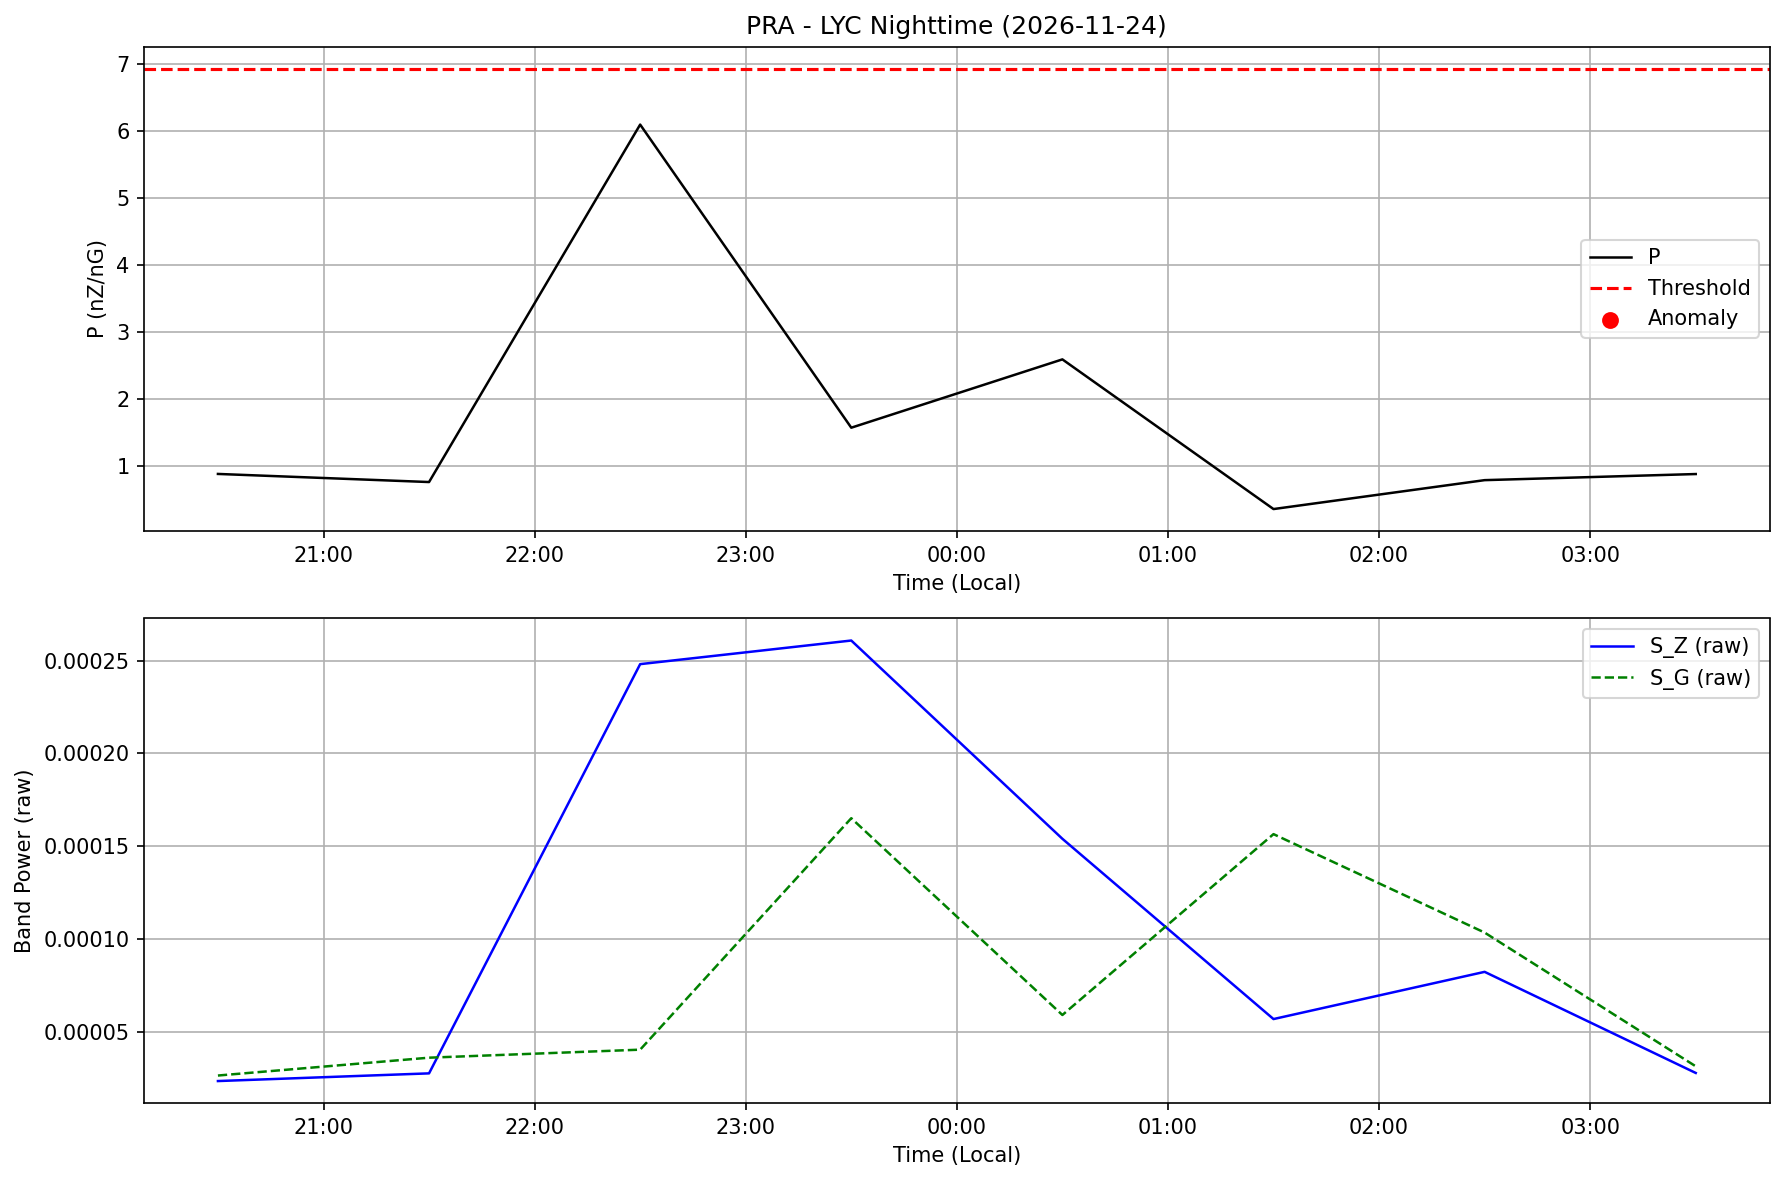 PRA - LYC Nighttime (2026-11-24)
P (nZ/nG)
7
6
5
4
3
2
1
P
Threshold
Anomaly
21:00 22:00 23:00 00:00 01:00 02:00 03:00
Time (Local)
Band Power (raw)
0.00025
0.00020
0.00015
0.00010
0.00005
S_Z (raw)
S_G (raw)
21:00 22:00 23:00 00:00 01:00 02:00 03:00
Time (Local)